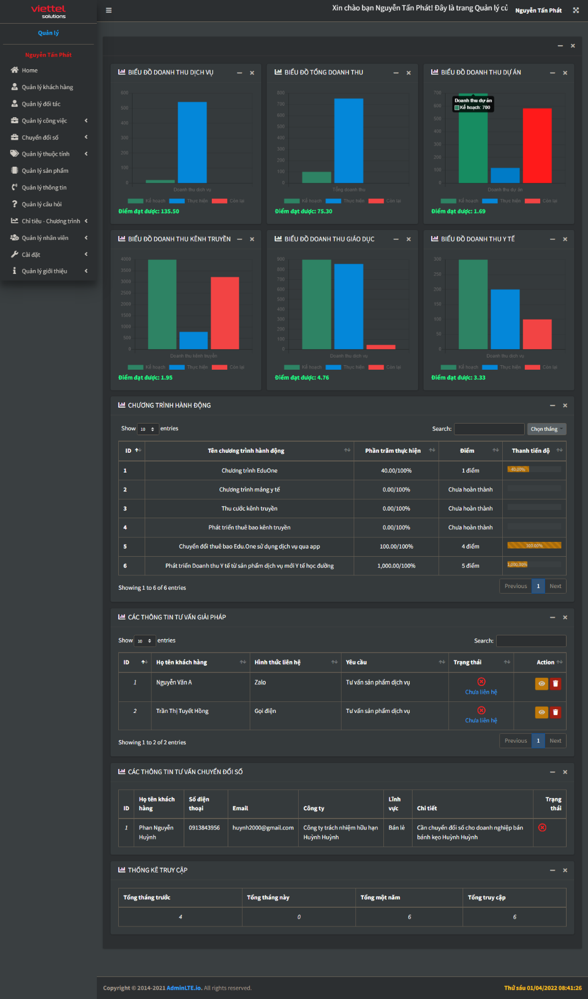 viettel
solutions
Xin chào bạn Nguyễn Tấn Phát! Đây là trang Quản lý củ
Nguyễn Tấn Phát
Quản lý
Nguyễn Tấn Phát
Home
Quản lý khách hàng
Quản lý đối tác
Quản lý công việc
Chuyển đổi số
Quản lý thuộc tính
Quản lý sản phẩm
Quản lý thông tin
Quản lý câu hỏi
Chỉ tiêu - Chương trình
Quản lý nhân viên
Cài đặt
Quản lý giới thiệu
BIỂU ĐỒ DOANH THU DỊCH VỤ
600
500
400
300
200
100
0
Doanh thu dịch vụ
Kế hoạch Thực hiện Còn lại
Điểm đạt được: 135.50
BIỂU ĐỒ TỔNG DOANH THU
800
700
600
500
400
300
200
100
0
Tổng doanh thu
Kế hoạch Thực hiện Còn lại
Điểm đạt được: 75.30
BIỂU ĐỒ DOANH THU DỰ ÁN
700
600
500
400
300
200
100
0
Doanh thu dự án
Kế hoạch: 700
Doanh thu dự án
Kế hoạch Thực hiện Còn lại
Điểm đạt được: 1.69
BIỂU ĐỒ DOANH THU KÊNH TRUYỀN
4000
3500
3000
2500
2000
1500
1000
500
0
Doanh thu kênh truyền
Kế hoạch Thực hiện Còn lại
Điểm đạt được: 1.95
BIỂU ĐỒ DOANH THU GIÁO DỤC
900
800
700
600
500
400
300
200
100
0
Doanh thu dịch vụ
Kế hoạch Thực hiện Còn lại
Điểm đạt được: 4.76
BIỂU ĐỒ DOANH THU Y TẾ
300
250
200
150
100
50
0
Doanh thu dịch vụ
Kế hoạch Thực hiện Còn lại
Điểm đạt được: 3.33
CHƯƠNG TRÌNH HÀNH ĐỘNG
Show 10 entries Search: Chọn tháng
ID Tên chương trình hành động Phần trăm thực hiện Điểm Thanh tiến độ
1 Chương trình EduOne 40.00/100% 1 điểm 40.00%
2 Chương trình mảng y tế 0.00/100% Chưa hoàn thành
3 Thu cước kênh truyền 0.00/100% Chưa hoàn thành
4 Phát triển thuê bao kênh truyền 0.00/100% Chưa hoàn thành
5 Chuyển đổi thuê bao Edu.One sử dụng dịch vụ qua app 100.00/100% 4 điểm 100.00%
6 Phát triển Doanh thu Y tế từ sản phẩm dịch vụ mới Y tế học đường 1,000.00/100% 5 điểm 1,000.00%
Showing 1 to 6 of 6 entries Previous 1 Next
CÁC THÔNG TIN TƯ VẤN GIẢI PHÁP
Show 10 entries Search:
ID Họ tên khách hàng Hình thức liên hệ Yêu cầu Trạng thái Action
1 Nguyễn Văn A Zalo Tư vấn sản phẩm dịch vụ Chưa liên hệ
2 Trần Thị Tuyết Hồng Gọi điện Tư vấn sản phẩm dịch vụ Chưa liên hệ
Showing 1 to 2 of 2 entries Previous 1 Next
CÁC THÔNG TIN TƯ VẤN CHUYỂN ĐỔI SỐ
ID Họ tên khách hàng Số điện thoại Email Công ty Lĩnh vực Chi tiết Trạng thái
1 Phan Nguyễn Huỳnh 0913843956 huynh2000@gmail.com Công ty trách nhiệm hữu hạn Huỳnh Huỳnh Bán lẻ Cần chuyển đổi số cho doanh nghiệp bán bánh kẹo Huỳnh Huỳnh
THỐNG KÊ TRUY CẬP
Tổng tháng trước Tổng tháng này Tổng một năm Tổng truy cập
4 0 6 6
Copyright © 2014-2021 AdminLTE.io. All rights reserved.
Thứ sáu 01/04/2022 08:41:26